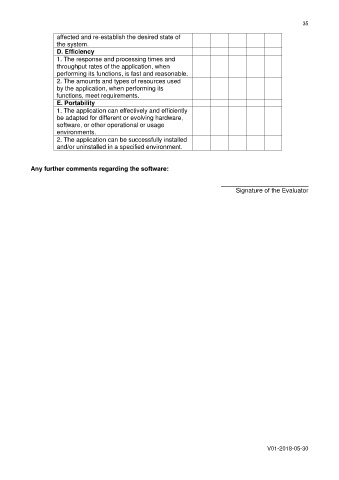 35
affected and re-establish the desired state of
the system
D. Efficiency
1. The response and processing times and
throughput rates of the application, when
performing its functions, is fast and reasonable.
2. The amounts and types of resources used
by the application, when performing its
functions, meet requirements.
E. Portability
1. The application can effectively and efficiently
be adapted for different or evolving hardware,
software, or other operational or usage
environments.
2. The application can be successfully installed
and/or uninstalled in a specified environment.
Any further comments regarding the software:
Signature of the Evaluator
V01-2018-05-30